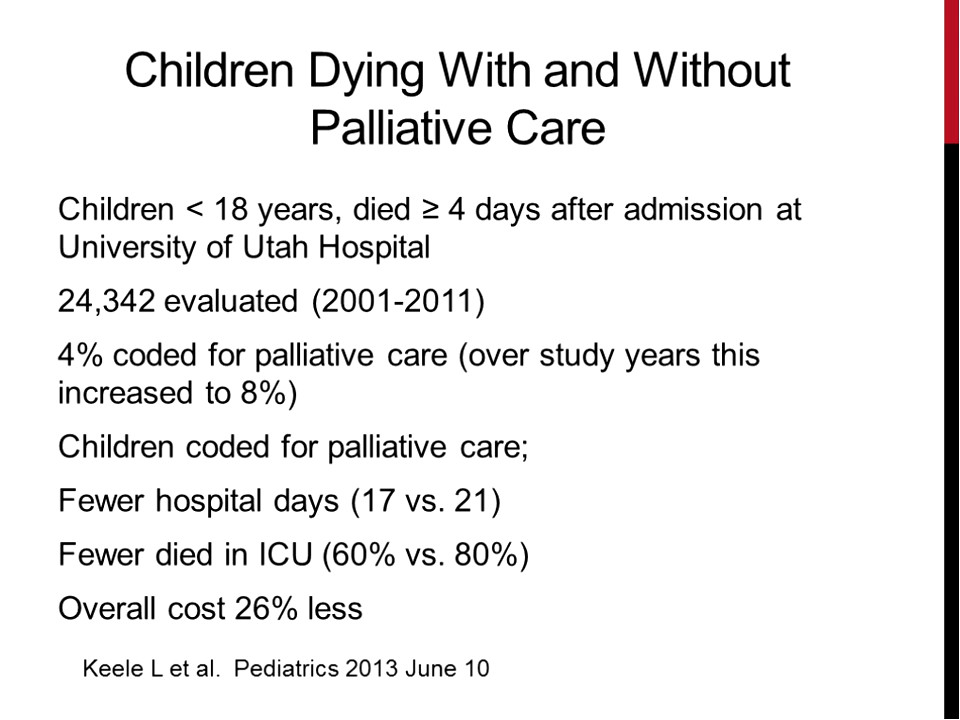 Children Dying With and Without
Palliative Care
Children < 18 years, died ≥ 4 days after admission at
University of Utah Hospital
24,342 evaluated (2001-2011)
4% coded for palliative care (over study years this
increased to 8%)
Children coded for palliative care;
Fewer hospital days (17 vs. 21)
Fewer died in ICU (60% vs. 80%)
Overall cost 26% less
Keele L et al. Pediatrics 2013 June 10